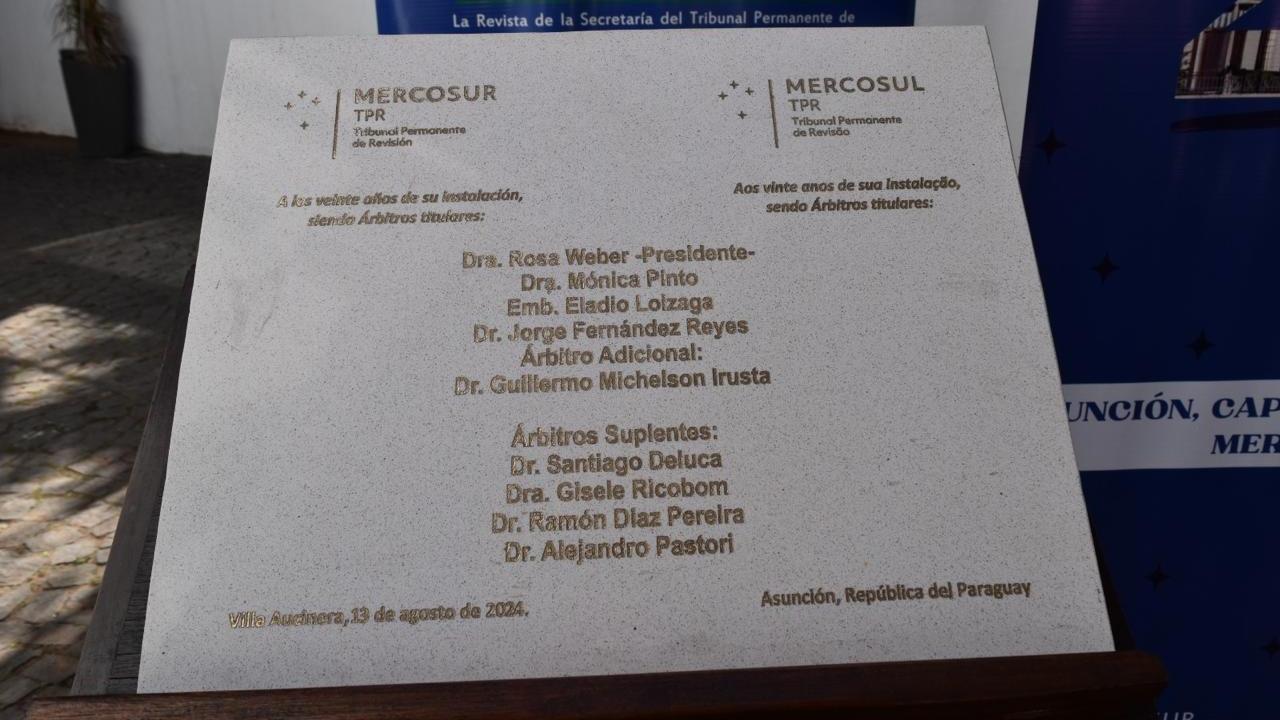 La Revista de la Secretaría del Tribunal Permanente de
MERCOSUR
TPR
Tribunal Permanente
de Revisión
MERCOSUL
TPR
Tribunal Permanente
de Revisão
A los veinte años de su instalación,
siendo Árbitros titulares:
Aos vinte anos de sua Instalação,
sendo Árbitros titulares:
Dra. Rosa Weber -Presidente-
Dra. Mónica Pinto
Emb. Eladio Loizaga
Dr. Jorge Fernández Reyes
Árbitro Adicional:
Dr. Guillermo Michelson Irusta
Árbitros Suplentes:
Dr. Santiago Deluca
Dra. Gisele Ricobom
Dr. Ramón Díaz Pereira
Dr. Alejandro Pastori
Villa Aucinera, 13 de agosto de 2024.
Asunción, República del Paraguay
UNCIÓN, CAP
MER
SUR